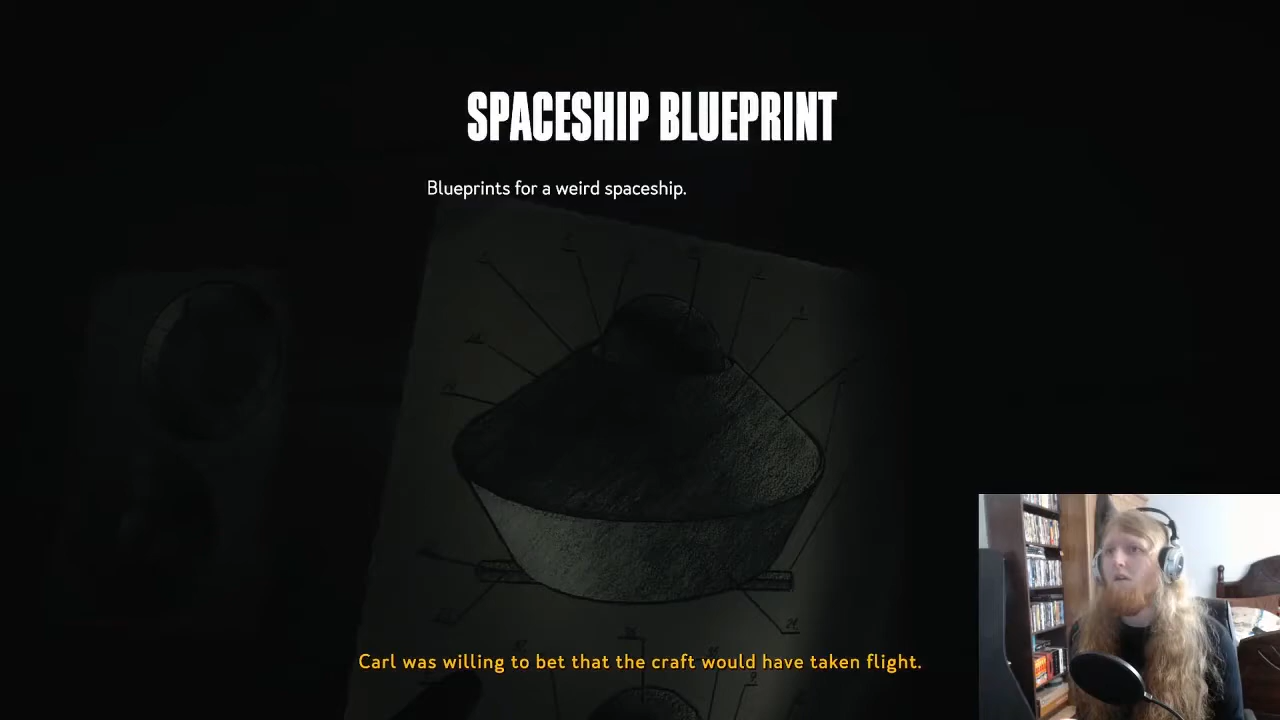 SPACESHIP BLUEPRINT
Blueprints for a weird spaceship.
Carl was willing to bet that the craft would have taken flight.